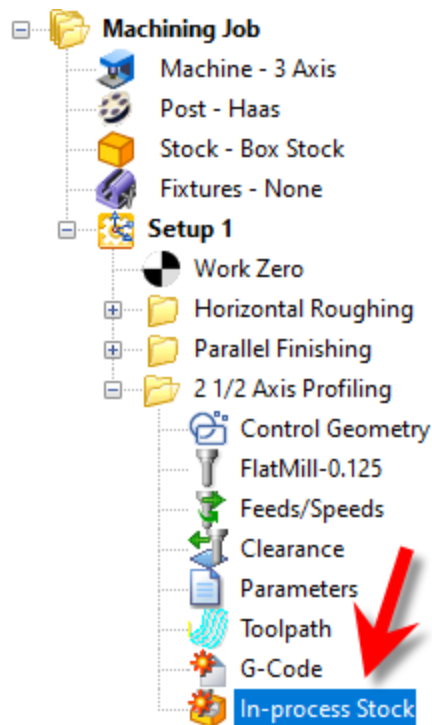 Machining Job
Machine - 3 Axis
Post - Haas
Stock - Box Stock
Fixtures - None
Setup 1
Work Zero
Horizontal Roughing
Parallel Finishing
2 1/2 Axis Profiling
Control Geometry
FlatMill-0.125
Feeds/Speeds
Clearance
Parameters
Toolpath
G-Code
In-process Stock